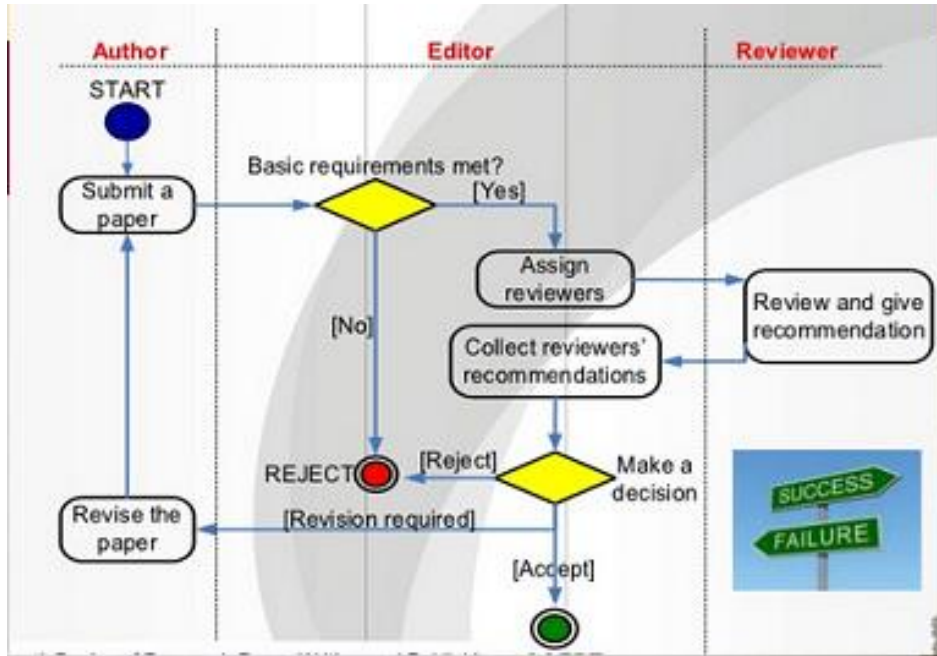 Author
Editor
Reviewer
START
Basic requirements met?
Submit a
paper
[Yes]
Assign
reviewers
Review and give
recommendation
[No]
Collect reviewers'
recommendations
REJECT
[Reject]
Make a
decision
SUCCESS
FAILURE
Revise the
paper
[Revision required]
[Accept]